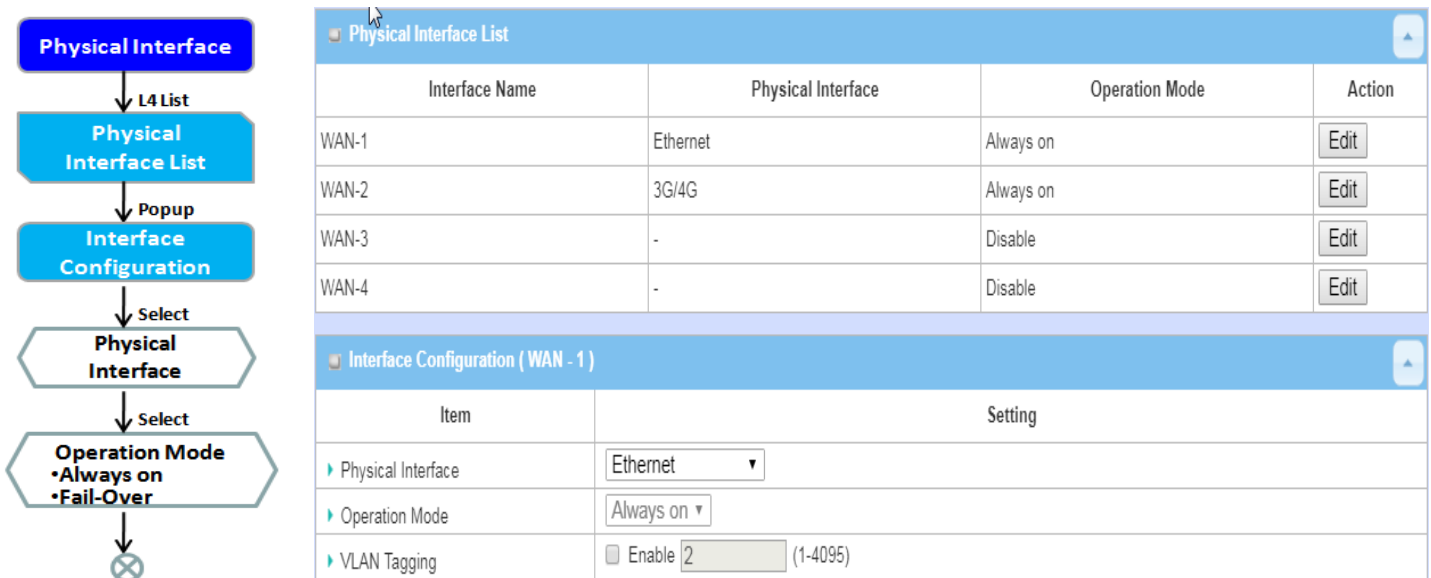 Physical Interface
L4 List
Physical
Interface List
Popup
Interface
Configuration
Select
Physical
Interface
Select
Operation Mode
•Always on
•Fail-Over
Physical Interface List
Interface Name Physical Interface Operation Mode Action
WAN-1 Ethernet Always on Edit
WAN-2 3G/4G Always on Edit
WAN-3 - Disable Edit
WAN-4 - Disable Edit
Interface Configuration ( WAN - 1 )
Item Setting
Physical Interface Ethernet
Operation Mode Always on
VLAN Tagging Enable 2 (1-4095)